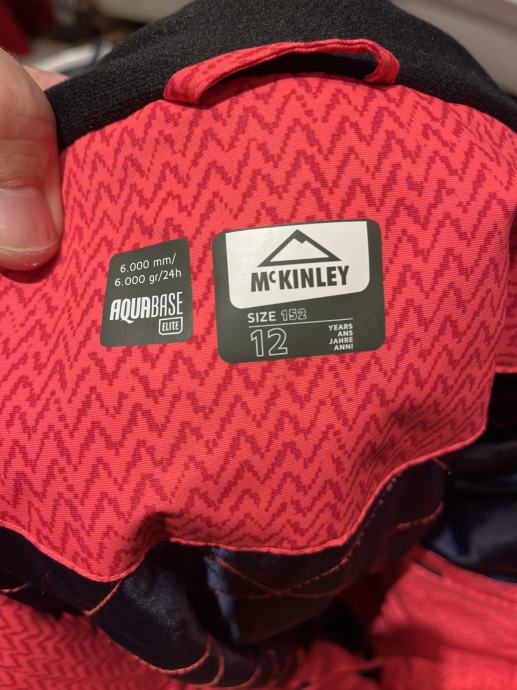 6.000 mm/
6.000 gr/24h
AQUABASE
ELITE
McKINLEY
SIZE 152
12
YEARS
ANS
JAHRE
ANNI